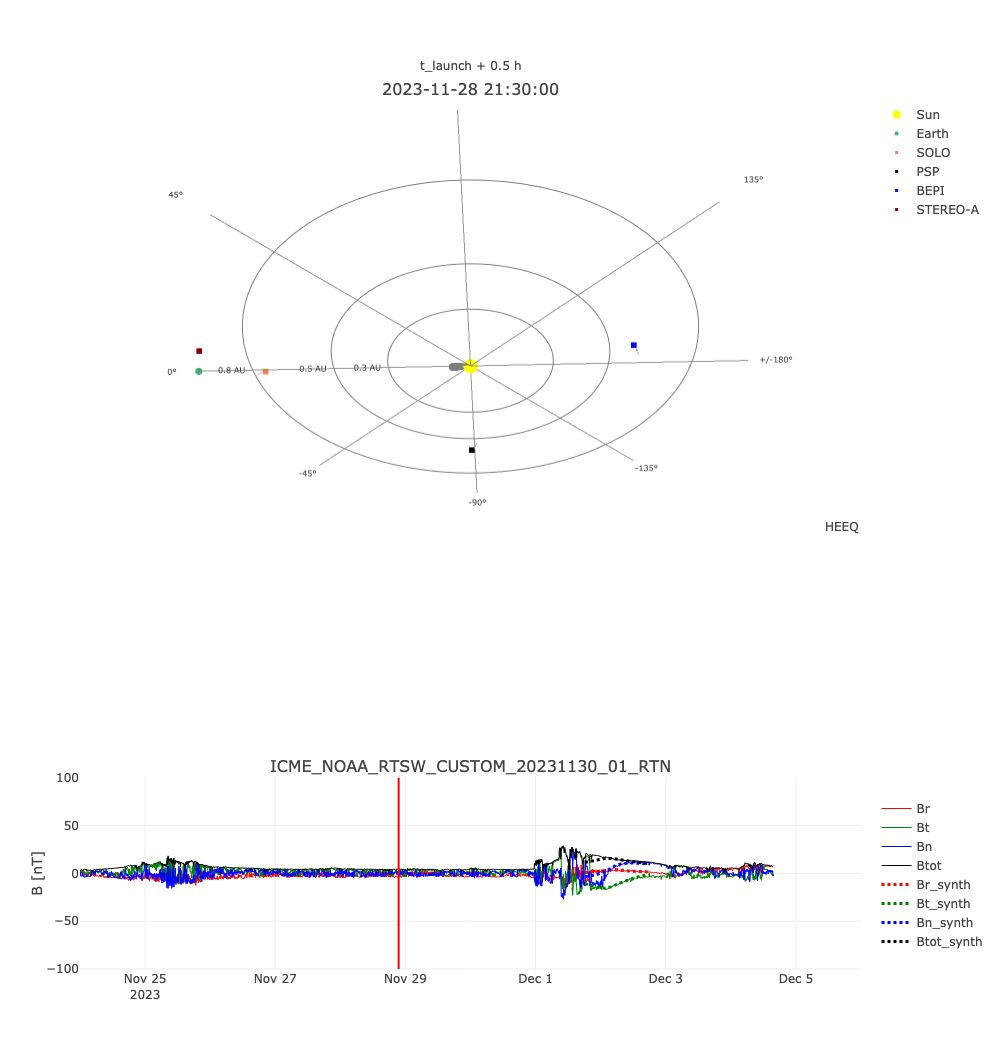 t_launch + 0.5 h
2023-11-28 21:30:00
Sun
Earth
SOLO
PSP
BEPI
STEREO-A
45°
135°
0°
0.8 AU
0.5 AU
0.3 AU
+/-180°
-45°
-135°
-90°
HEEQ
ICME_NOAA_RTSW_CUSTOM_20231130_01_RTN
B [nT]
100
50
0
−50
−100
Nov 25
2023
Nov 27
Nov 29
Dec 1
Dec 3
Dec 5
Br
Bt
Bn
Btot
Br_synth
Bt_synth
Bn_synth
Btot_synth